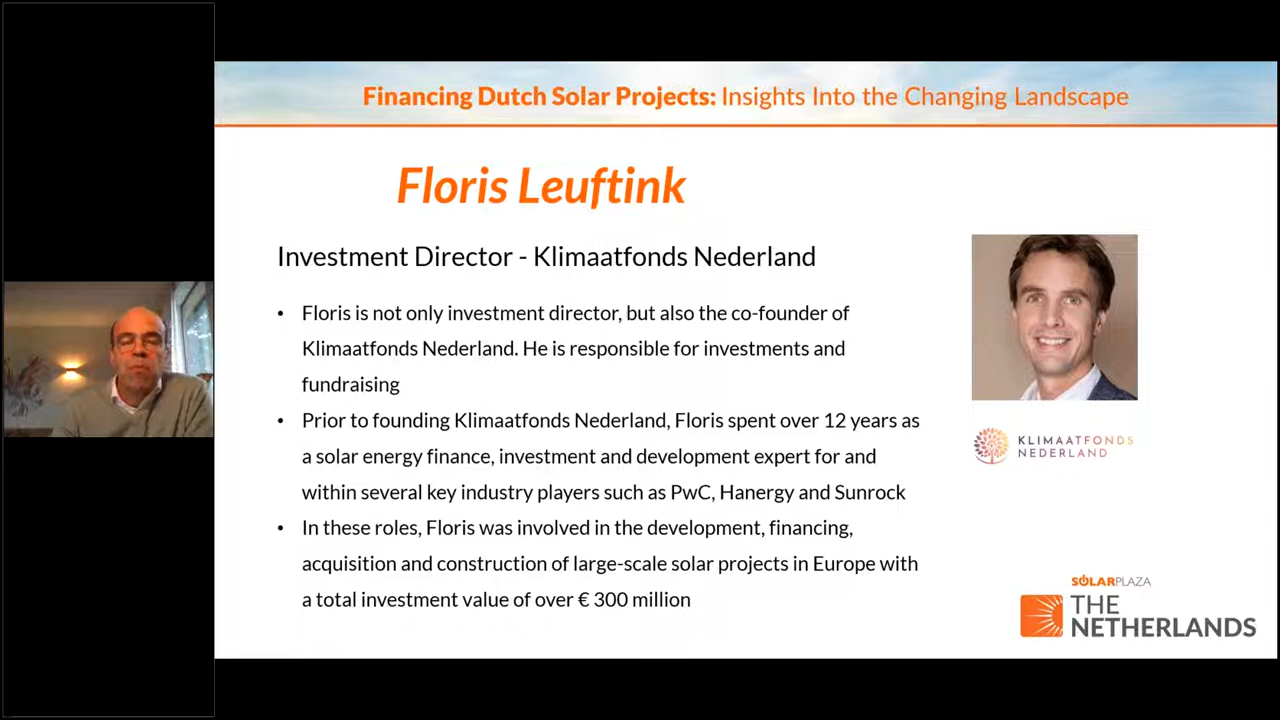 Financing Dutch Solar Projects: Insights Into the Changing Landscape
Floris Leuftink
Investment Director - Klimaatfonds Nederland
• Floris is not only investment director, but also the co-founder of
Klimaatfonds Nederland. He is responsible for investments and
fundraising
• Prior to founding Klimaatfonds Nederland, Floris spent over 12 years as
a solar energy finance, investment and development expert for and
within several key industry players such as PwC, Hanergy and Sunrock
• In these roles, Floris was involved in the development, financing,
acquisition and construction of large-scale solar projects in Europe with
a total investment value of over € 300 million
KLIMAATFONDS
NEDERLAND
SOLARPLAZA
THE
NETHERLANDS